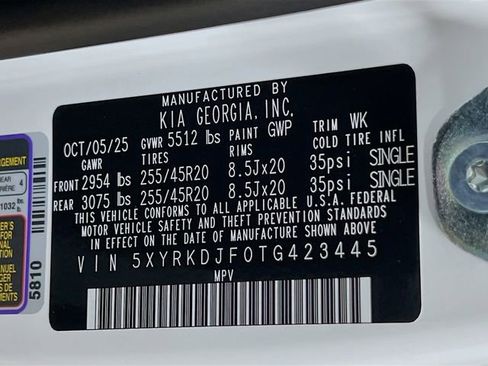 MANUFACTURED BY
KIA GEORGIA, INC.
OCT/05/25 GVWR 5512 lbs PAINT GWP TRIM WK
GAWR TIRES RIMS COLD TIRE INFL
FRONT 2954 lbs 255/45R20 8.5Jx20 35psi SINGLE
REAR 3075 lbs 255/45R20 8.5Jx20 35psi SINGLE
THIS VEHICLE CONFORMS TO ALL APPLICABLE U.S.A. FEDERAL
MOTOR VEHICLE SAFETY AND THEFT PREVENTION STANDARDS
IN EFFECT ON THE DATE OF MANUFACTURE SHOWN ABOVE.
VIN 5XYRKDJF0TG423445
MPV
5810